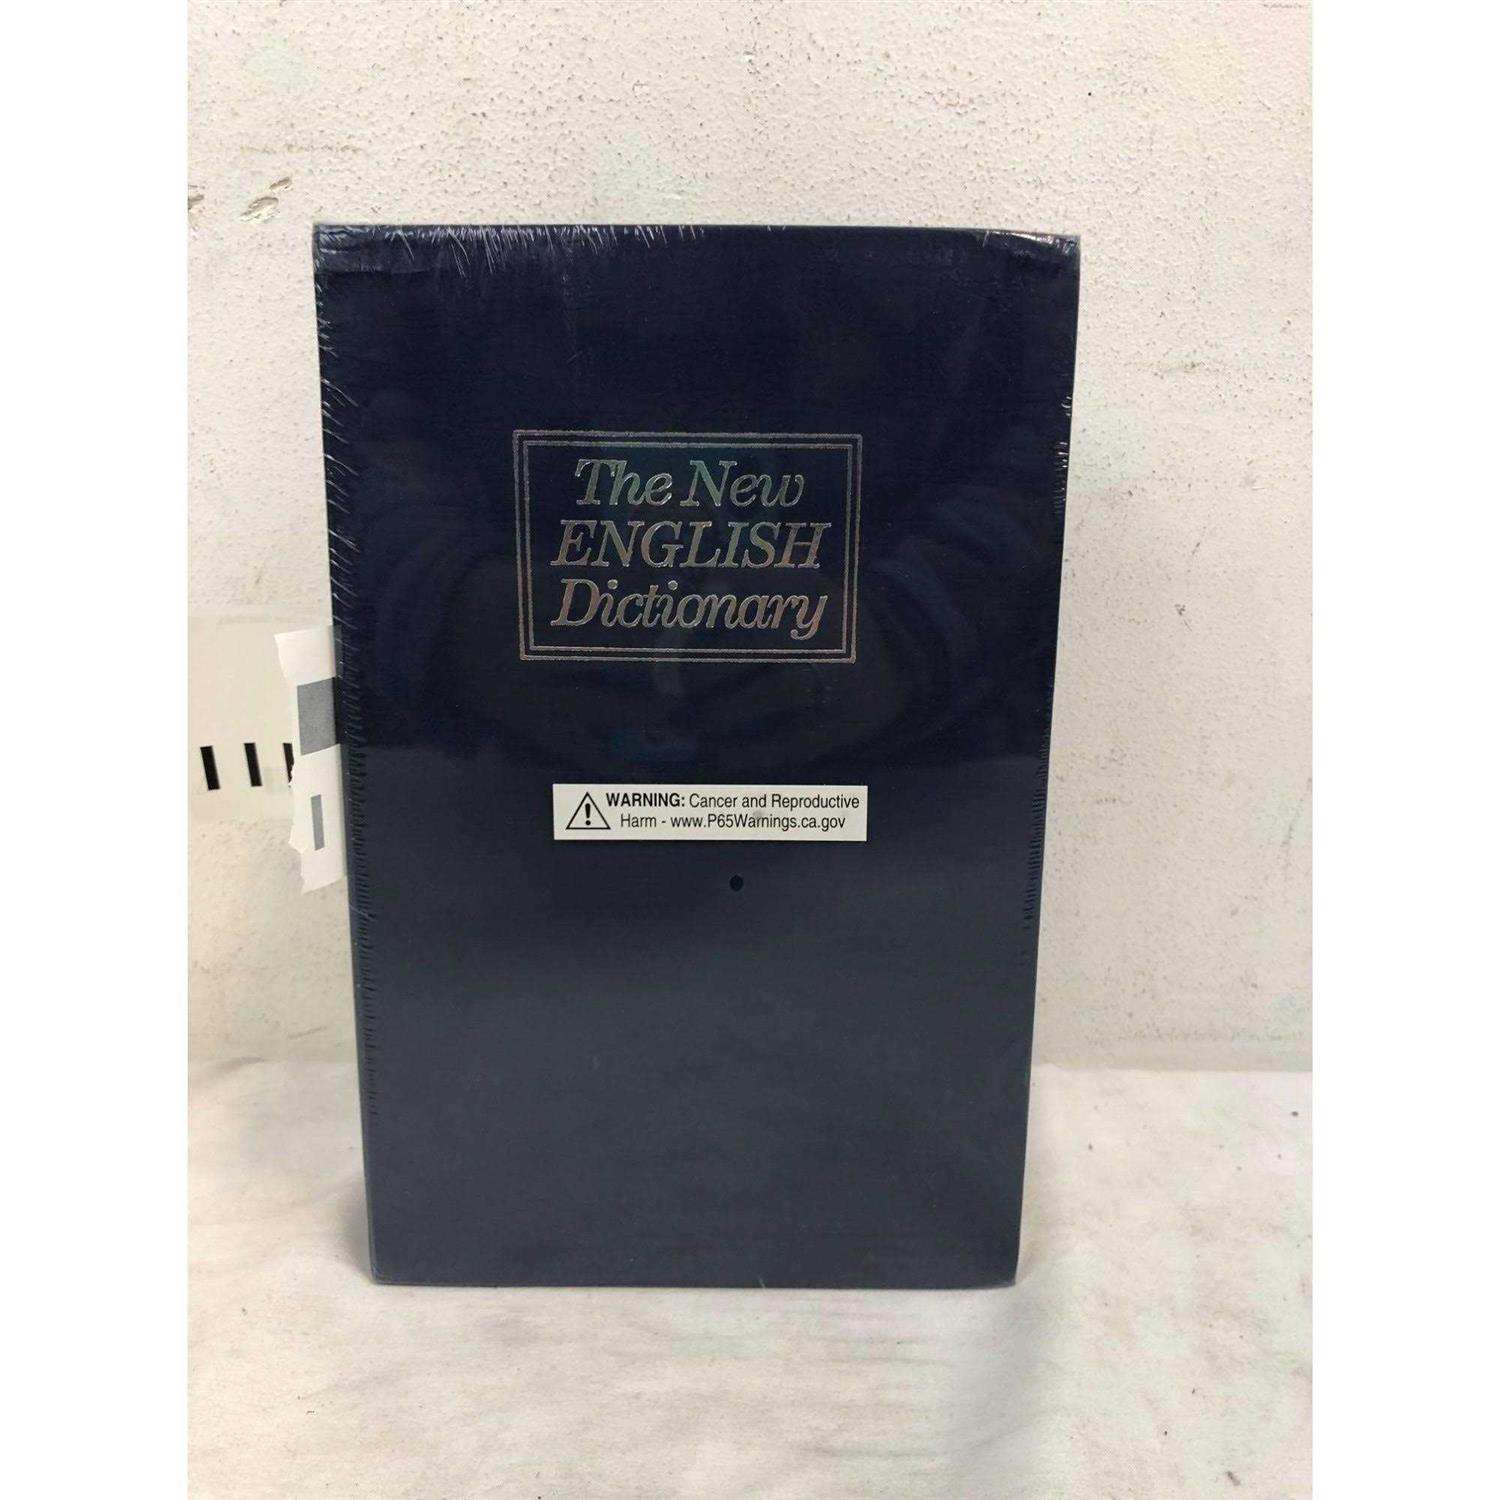 The New
ENGLISH
Dictionary
WARNING: Cancer and Reproductive
Harm - www.P65Warnings.ca.gov